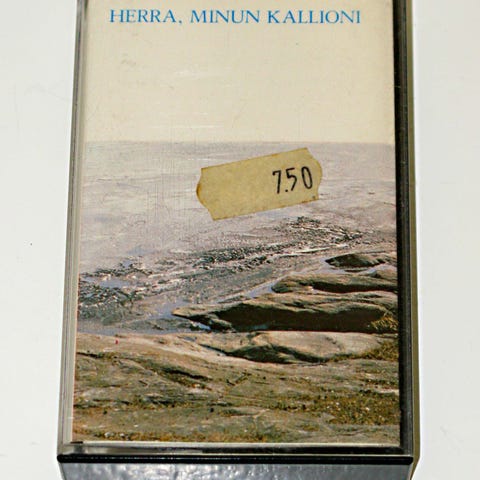 HERRA, MINUN KALLIONI
7.50